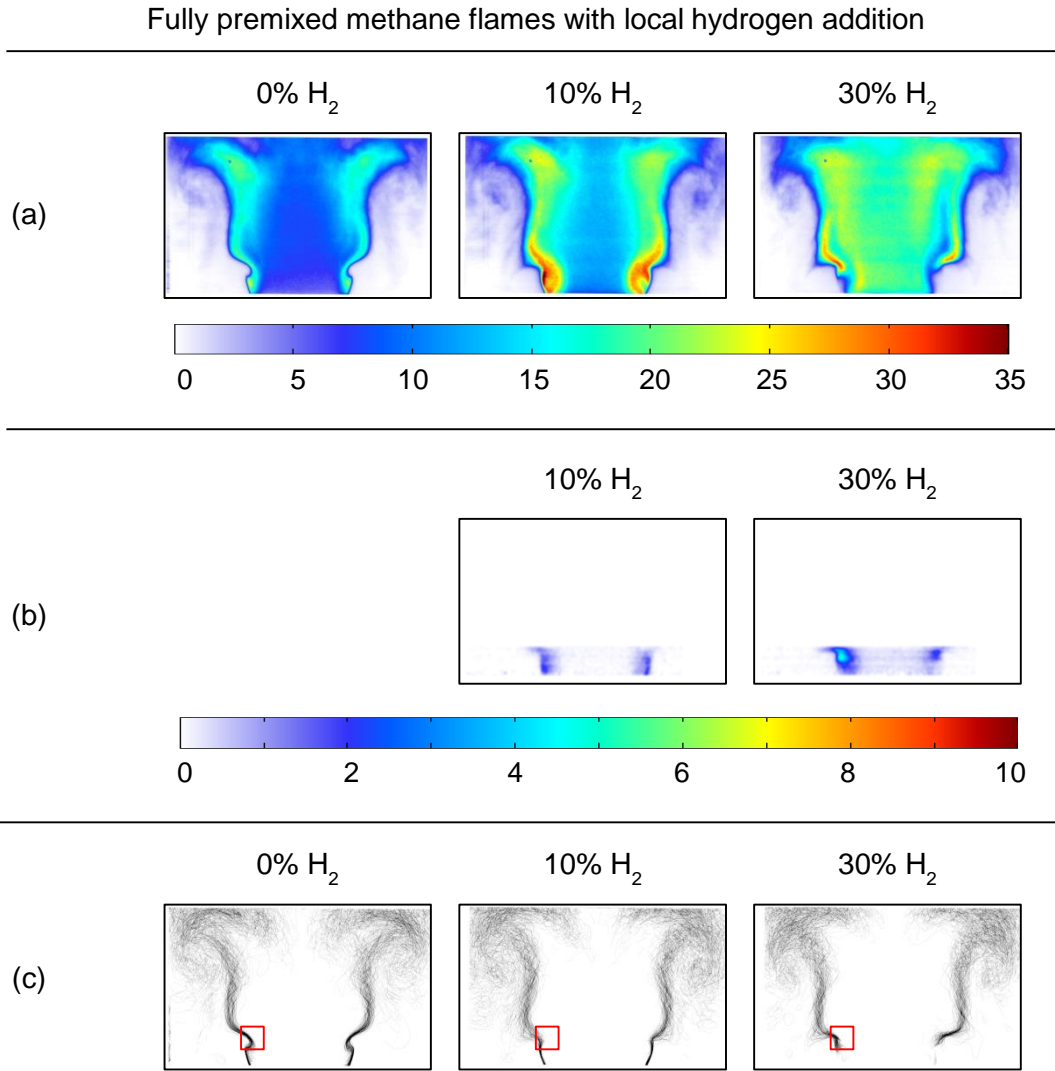 Fully premixed methane flames with local hydrogen addition
0% H₂ 10% H₂ 30% H₂
(a)
0 5 10 15 20 25 30 35
10% H₂ 30% H₂
(b)
0 2 4 6 8 10
0% H₂ 10% H₂ 30% H₂
(c)